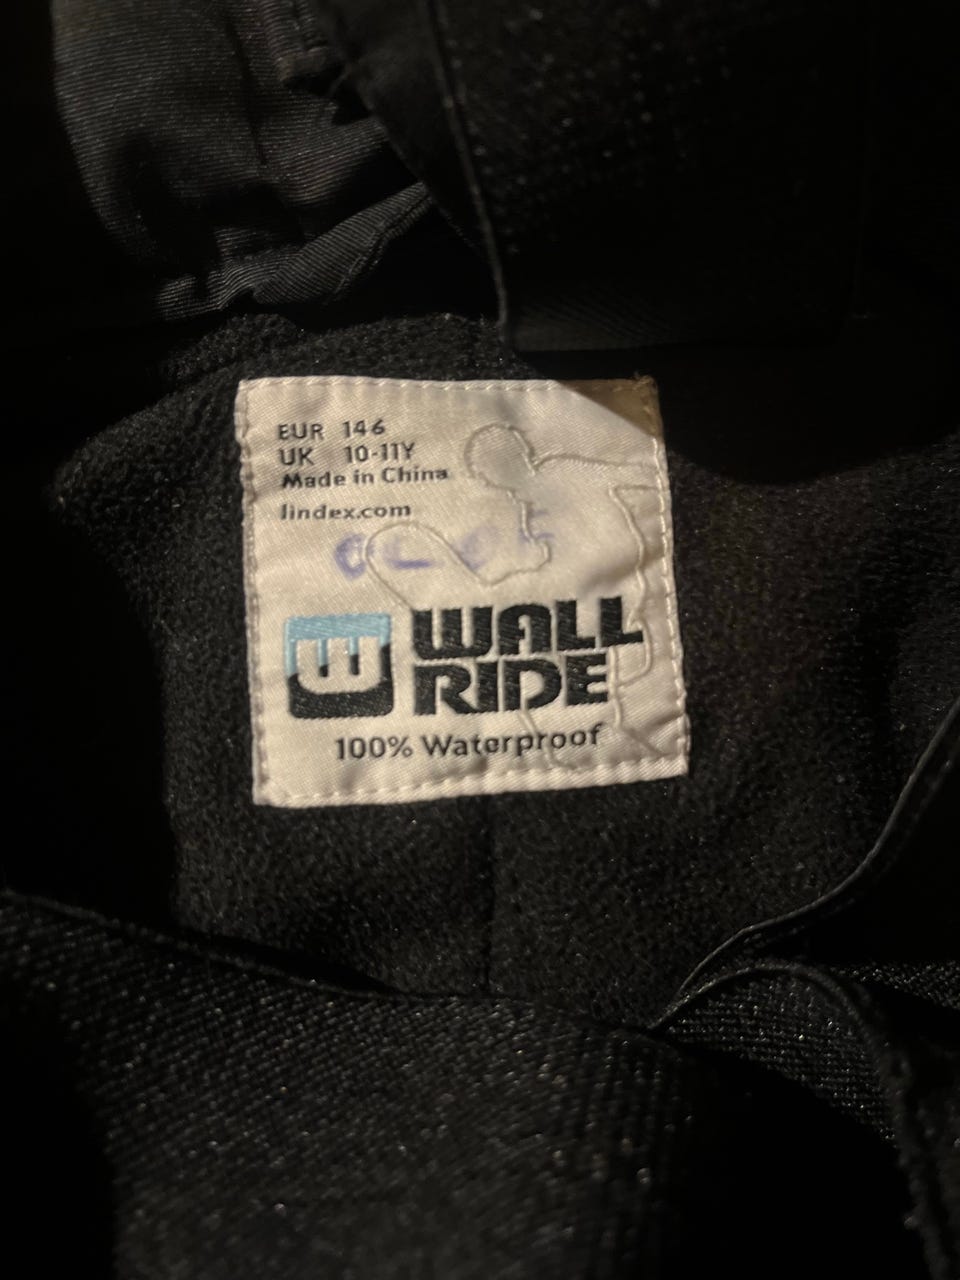 EUR 146
UK 10-11Y
Made in China
lindex.com
WALL
RIDE
100% Waterproof